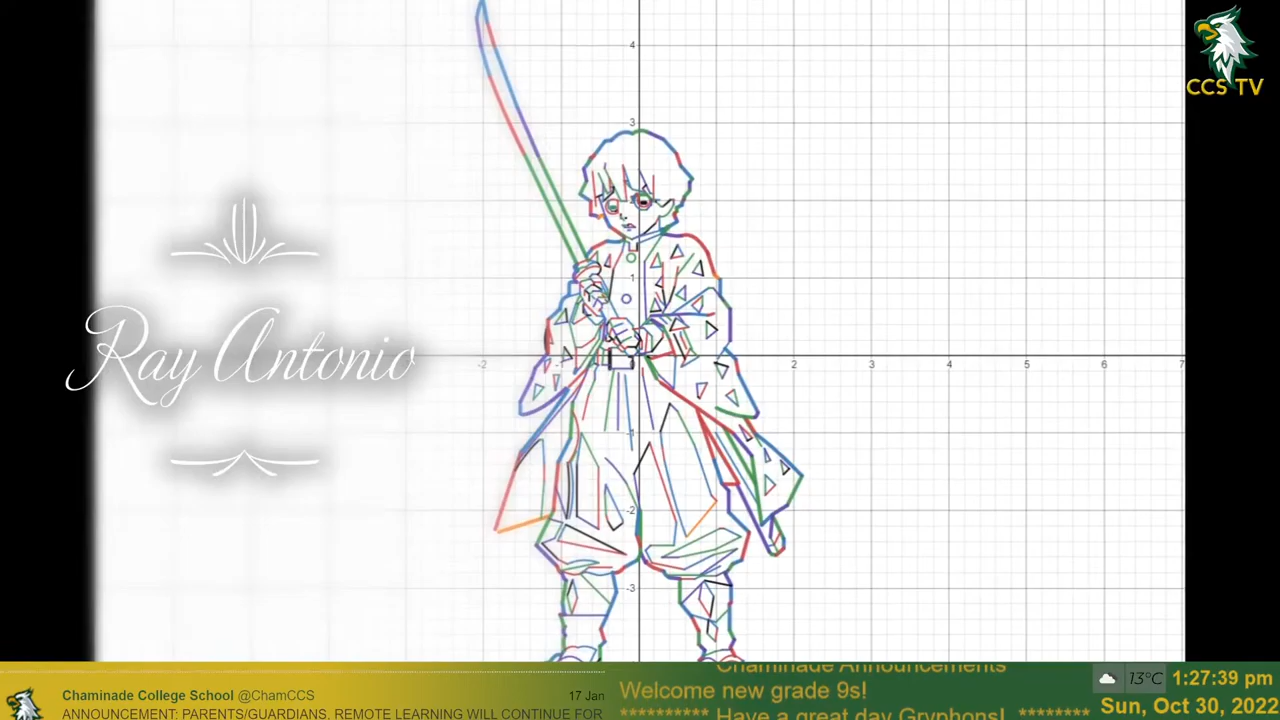 CCS TV
4
3
1
-2
2
3
4
5
6
7
-1
-2
-3
Ray Antonio
Chaminade College School @ChamCCS
17 Jan
ANNOUNCEMENT: PARENTS/GUARDIANS, REMOTE LEARNING WILL CONTINUE FOR
Chaminade Announcements
Welcome new grade 9s!
********** Have a great day Gryphons! ********
13°C
1:27:39 pm
Sun, Oct 30, 2022